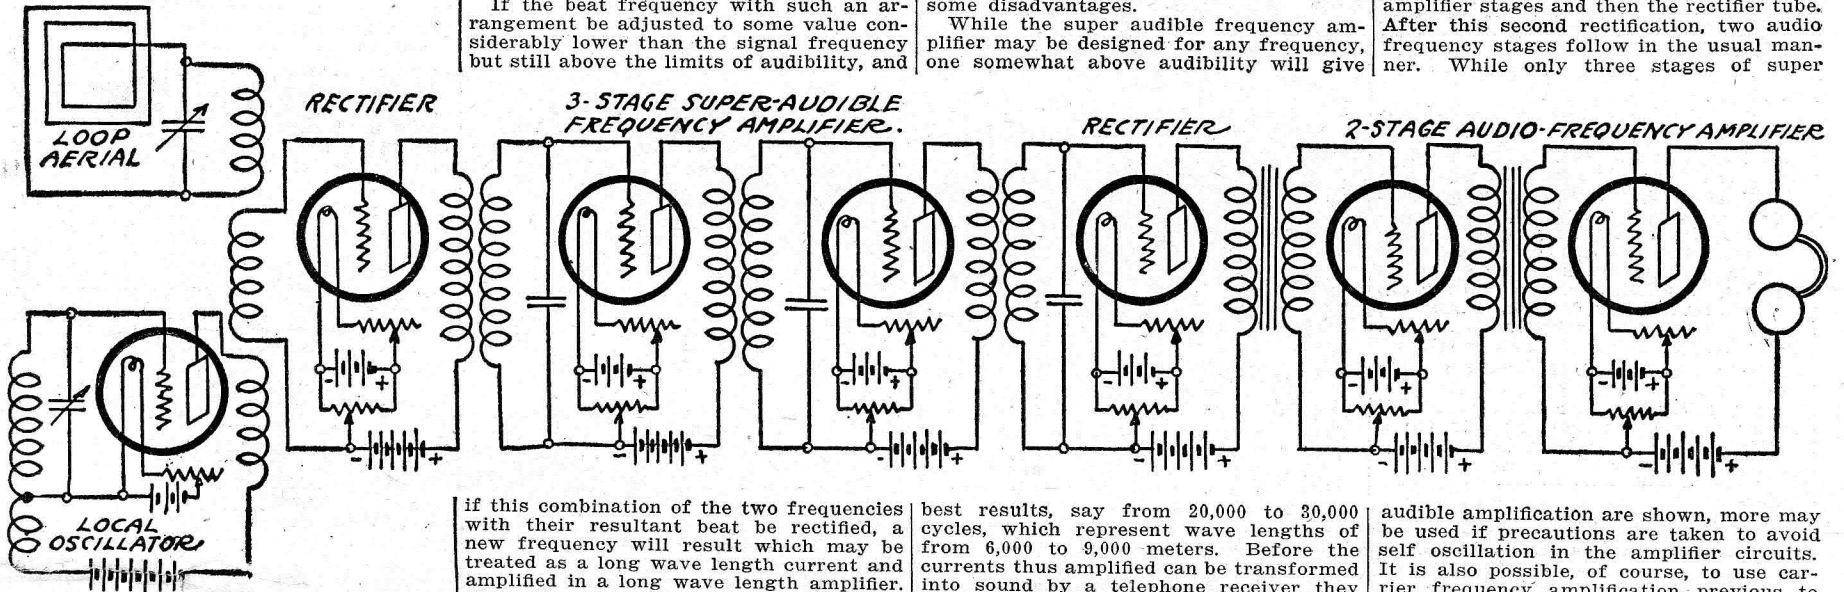 If the beat frequency with such an ar-
rangement be adjusted to some value con-
siderably lower than the signal frequency
but still above the limits of audibility, and
some disadvantages.
While the super audible frequency am-
plifier may be designed for any frequency,
one somewhat above audibility will give
amplifier stages and then the rectifier tube.
After this second rectification, two audio
frequency stages follow in the usual man-
ner. While only three stages of super
LOOP
AERIAL
RECTIFIER
3-STAGE SUPER-AUDIBLE
FREQUENCY AMPLIFIER.
RECTIFIER
2-STAGE AUDIO-FREQUENCY AMPLIFIER
- +
- +
- +
- +
- +
- +
- +
- +
- +
- +
- +
- +
LOCAL
OSCILLATOR
if this combination of the two frequencies
with their resultant beat be rectified, a
new frequency will result which may be
treated as a long wave length current and
amplified in a long wave length amplifier.
best results, say from 20,000 to 30,000
cycles, which represent wave lengths of
from 6,000 to 9,000 meters. Before the
currents thus amplified can be transformed
into sound by a telephone receiver they
audible amplification are shown, more may
be used if precautions are taken to avoid
self oscillation in the amplifier circuits.
It is also possible, of course, to use car-
rier frequency amplification previous to